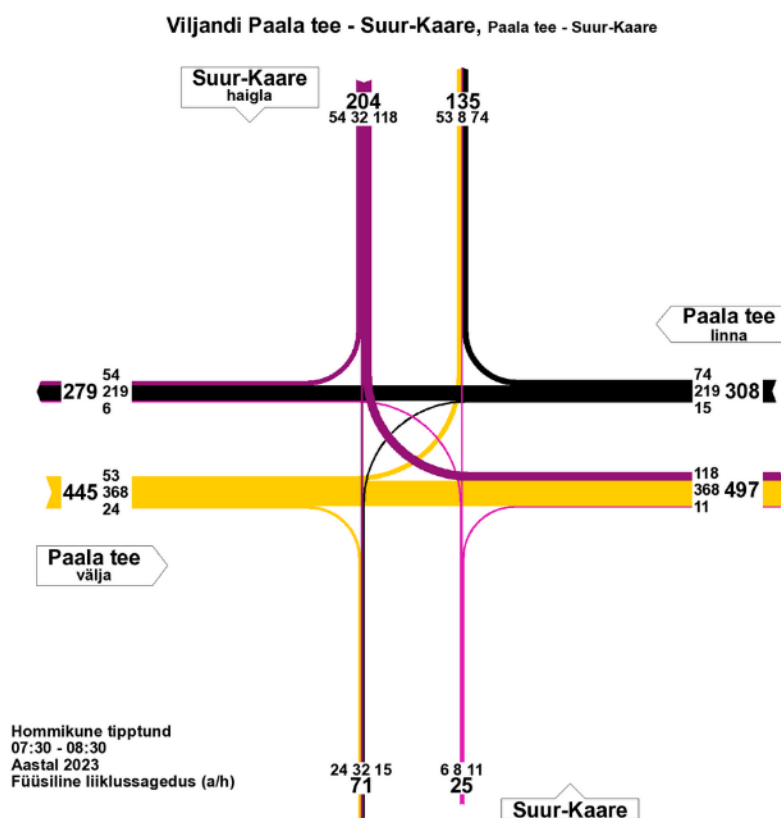 Viljandi Paala tee - Suur-Kaare, Paala tee - Suur-Kaare
Suur-Kaare
haigla
204
54 32 118
135
53 8 74
Paala tee
linna
279
54
219
6
74
219
15
308
445
53
368
24
118
368
11
497
Paala tee
välja
Hommikune tipptund
07:30 - 08:30
Aastal 2023
Füüsiline liiklussagedus (a/h)
24 32 15
71
6 8 11
25
Suur-Kaare